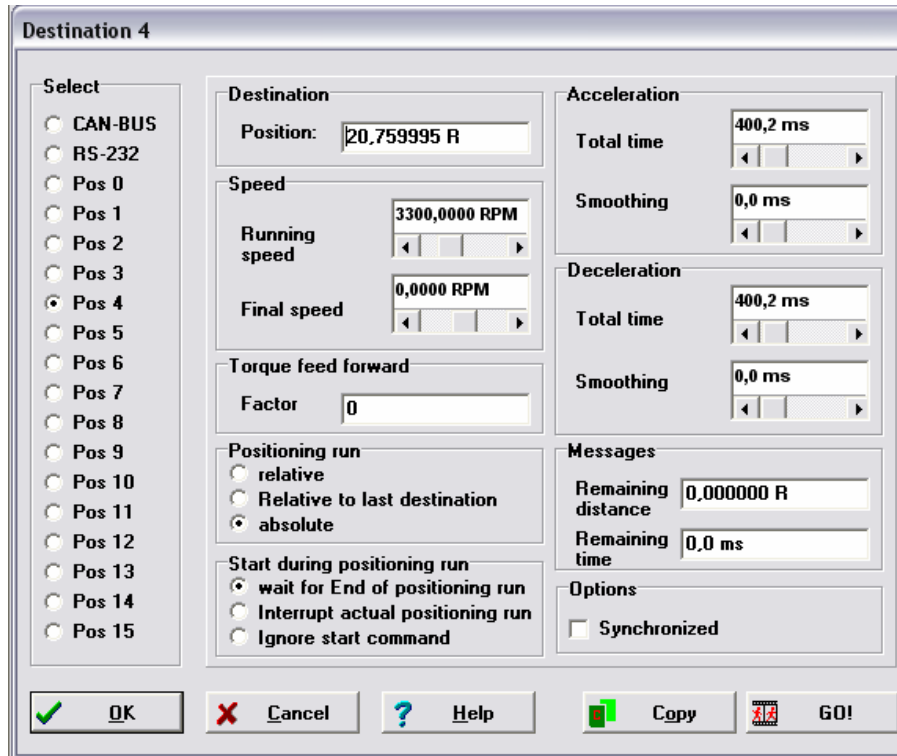 Destination 4
Select
CAN-BUS
RS-232
Pos 0
Pos 1
Pos 2
Pos 3
Pos 4
Pos 5
Pos 6
Pos 7
Pos 8
Pos 9
Pos 10
Pos 11
Pos 12
Pos 13
Pos 14
Pos 15
Destination
Position:
20,759995 R
Speed
Running
speed
3300,0000 RPM
Final speed
0,0000 RPM
Torque feed forward
Factor
0
Positioning run
relative
Relative to last destination
absolute
Start during positioning run
wait for End of positioning run
Interrupt actual positioning run
Ignore start command
Acceleration
Total time
400,2 ms
Smoothing
0,0 ms
Deceleration
Total time
400,2 ms
Smoothing
0,0 ms
Messages
Remaining
distance
0,000000 R
Remaining
time
0,0 ms
Options
Synchronized
OK
Cancel
? Help
C Copy
GO!